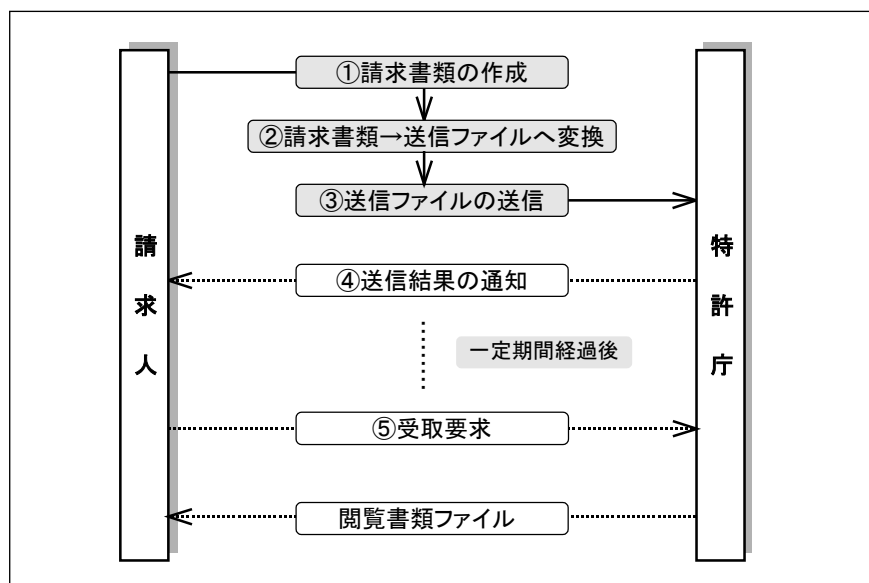 ①請求書類の作成
②請求書類→送信ファイルへ変換
③送信ファイルの送信
請求人
特許庁
④送信結果の通知
一定期間経過後
⑤受取要求
閲覧書類ファイル